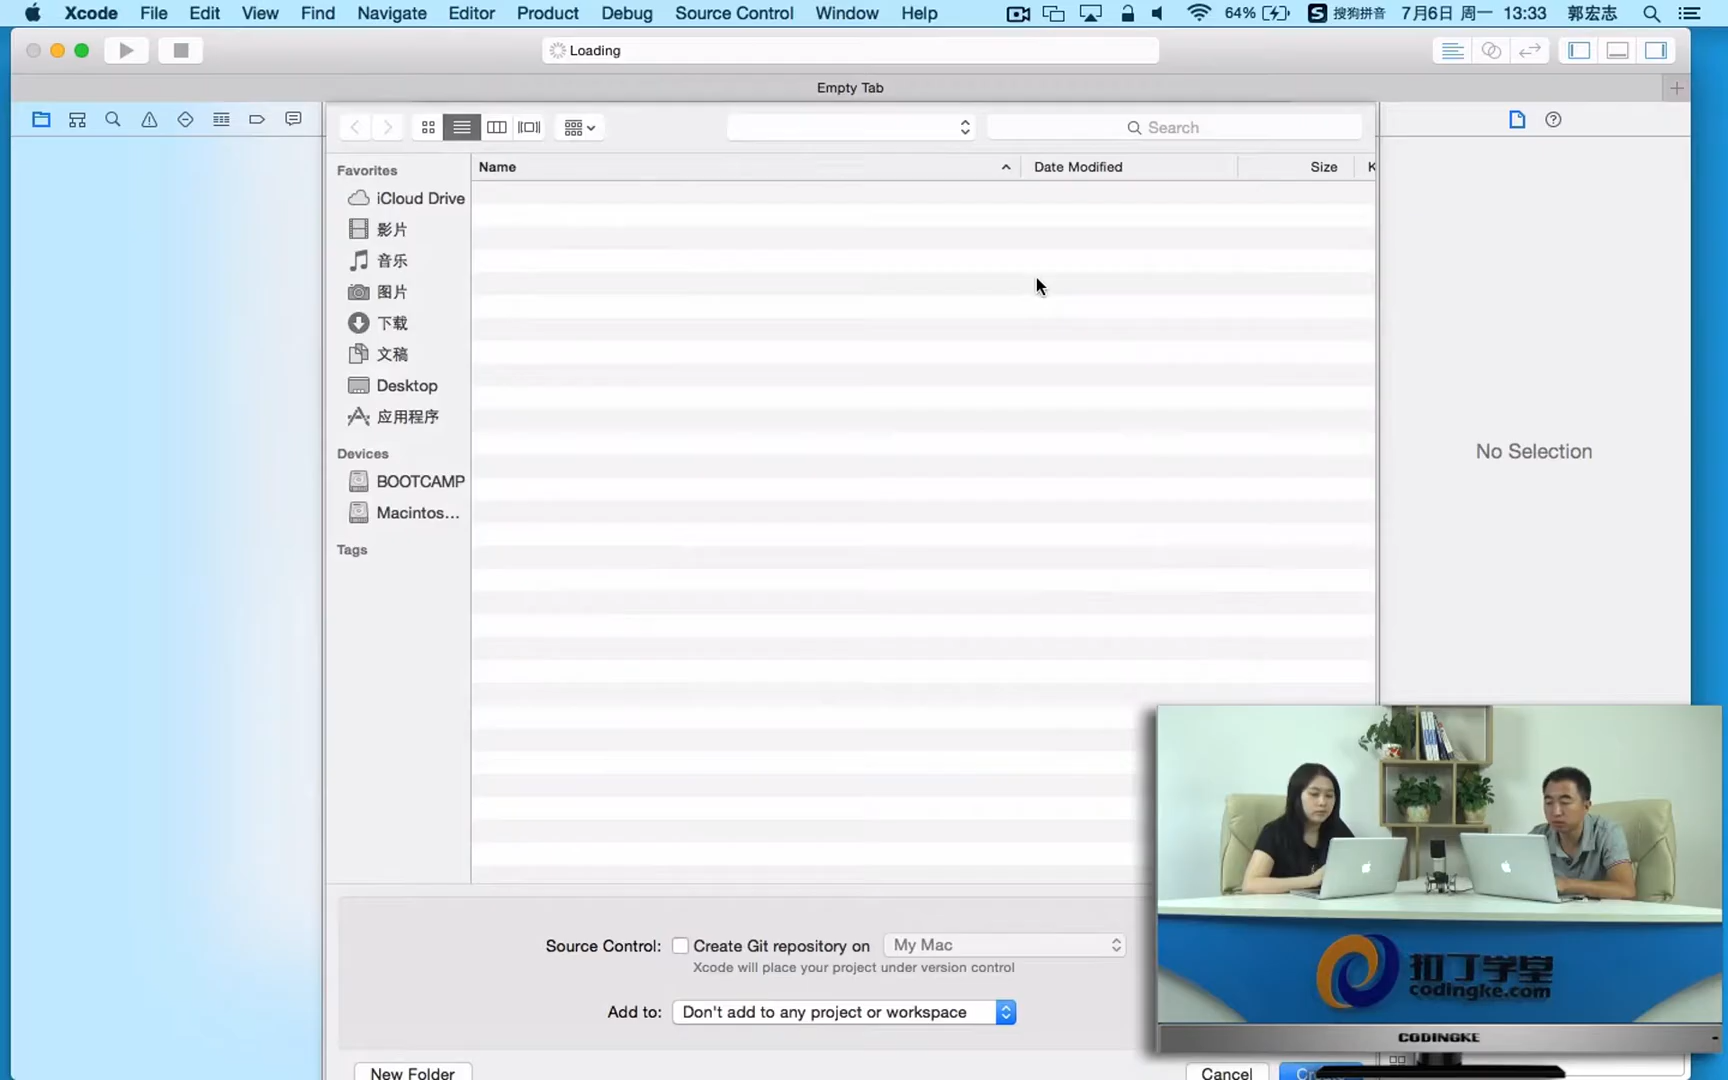 Xcode File Edit View Find Navigate Editor Product Debug Source Control Window Help 64% 搜狗拼音 7月6日 周一 13:33 郭宏志
Loading
Empty Tab
Search
Name Date Modified Size K
Favorites
iCloud Drive
影片
音乐
图片
下载
文稿
Desktop
应用程序
Devices
BOOTCAMP
Macintos...
Tags
No Selection
Source Control: Create Git repository on My Mac
Xcode will place your project under version control
Add to: Don't add to any project or workspace
New Folder Cancel
扣丁学堂
codingke.com
CODINGKE